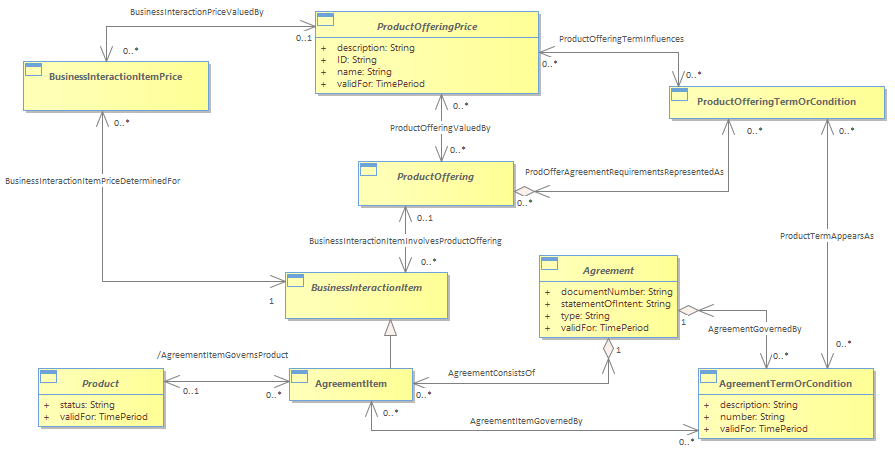 BusinessInteractionPriceValuedBy
0..1
0..*
ProductOfferingPrice
+ description: String
+ ID: String
+ name: String
+ validFor: TimePeriod
ProductOfferingTermInfluences
0..*
0..*
BusinessInteractionItemPrice
0..*
ProductOfferingTermOrCondition
0..*
0..*
0..*
ProductOfferingValuedBy
0..*
ProductOffering
0..*
ProdOfferAgreementRequirementsRepresentedAs
BusinessInteractionItemPriceDeterminedFor
0..1
BusinessInteractionItemInvolvesProductOffering
0..*
ProductTermAppearsAs
BusinessInteractionItem
1
Agreement
+ documentNumber: String
+ statementOfIntent: String
+ type: String
+ validFor: TimePeriod
1
AgreementGovernedBy
0..*
0..*
1
/AgreementItemGovernsProduct
0..1
0..*
Product
+ status: String
+ validFor: TimePeriod
AgreementItem
AgreementConsistsOf
0..*
0..*
AgreementItemGovernedBy
0..*
AgreementTermOrCondition
+ description: String
+ number: String
+ validFor: TimePeriod